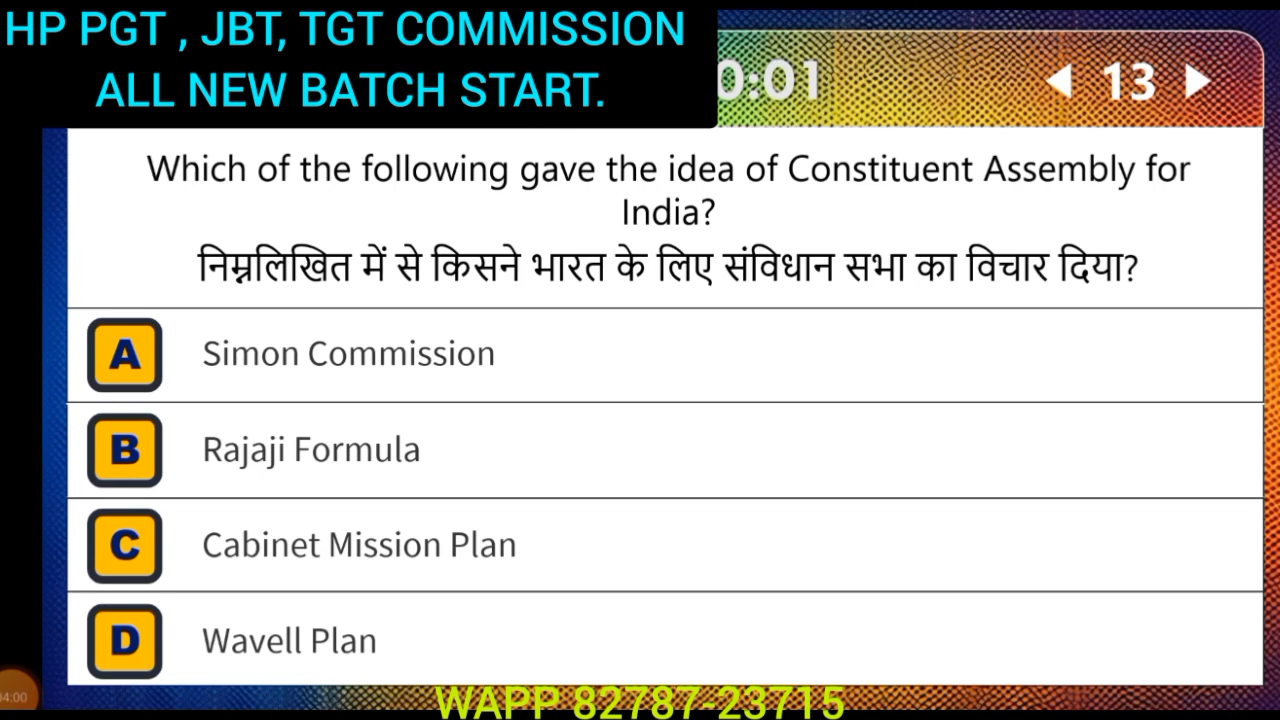 HP PGT , JBT, TGT COMMISSION
ALL NEW BATCH START.
0:01
13
Which of the following gave the idea of Constituent Assembly for
India?
निम्नलिखित में से किसने भारत के लिए संविधान सभा का विचार दिया?
A Simon Commission
B Rajaji Formula
C Cabinet Mission Plan
D Wavell Plan
4:00
WAPP 82787-23715